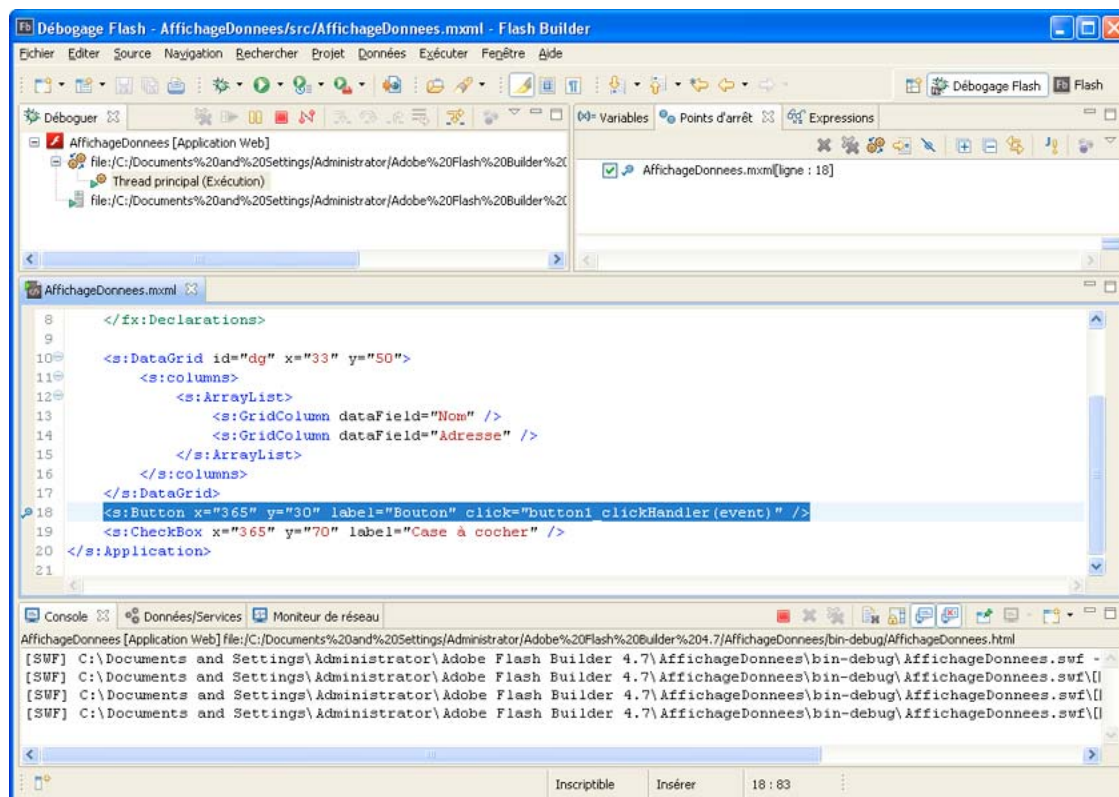 Débogage Flash - AffichageDonnees/src/AffichageDonnees.mxml - Flash Builder
Fichier Editer Source Navigation Rechercher Projet Données Exécuter Fenêtre Aide
Débogage Flash Flash
Déboguer
AffichageDonnees [Application Web]
file:/C:/Documents%20and%20Settings/Administrator/Adobe%20Flash%20Builder%20
Thread principal (Exécution)
file:/C:/Documents%20and%20Settings/Administrator/Adobe%20Flash%20Builder%20
(x)= Variables Points d'arrêt Expressions
AffichageDonnees.mxml[ligne : 18]
AffichageDonnees.mxml
8 </fx:Declarations>
9
10 <s:DataGrid id="dg" x="33" y="50">
11 <s:columns>
12 <s:ArrayList>
13 <s:GridColumn dataField="Nom" />
14 <s:GridColumn dataField="Adresse" />
15 </s:ArrayList>
16 </s:columns>
17 </s:DataGrid>
18 <s:Button x="365" y="30" label="Bouton" click="button1_clickHandler(event)" />
19 <s:CheckBox x="365" y="70" label="Case à cocher" />
20 </s:Application>
21
Console Données/Services Moniteur de réseau
AffichageDonnees [Application Web] file:/C:/Documents%20and%20Settings/Administrator/Adobe%20Flash%20Builder%204.7/AffichageDonnees/bin-debug/AffichageDonnees.html
[SWF] C:\Documents and Settings\Administrator\Adobe Flash Builder 4.7\AffichageDonnees\bin-debug\AffichageDonnees.swf -
[SWF] C:\Documents and Settings\Administrator\Adobe Flash Builder 4.7\AffichageDonnees\bin-debug\AffichageDonnees.swf\[
[SWF] C:\Documents and Settings\Administrator\Adobe Flash Builder 4.7\AffichageDonnees\bin-debug\AffichageDonnees.swf\[
[SWF] C:\Documents and Settings\Administrator\Adobe Flash Builder 4.7\AffichageDonnees\bin-debug\AffichageDonnees.swf\[
Inscriptible Insérer 18 : 83